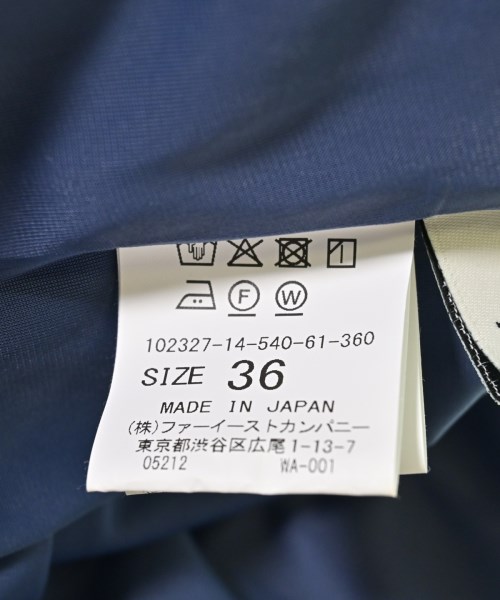 F W
102327-14-540-61-360
SIZE 36
MADE IN JAPAN
(株)ファーイーストカンパニー
東京都渋谷区広尾1-13-7
05212 WA-001